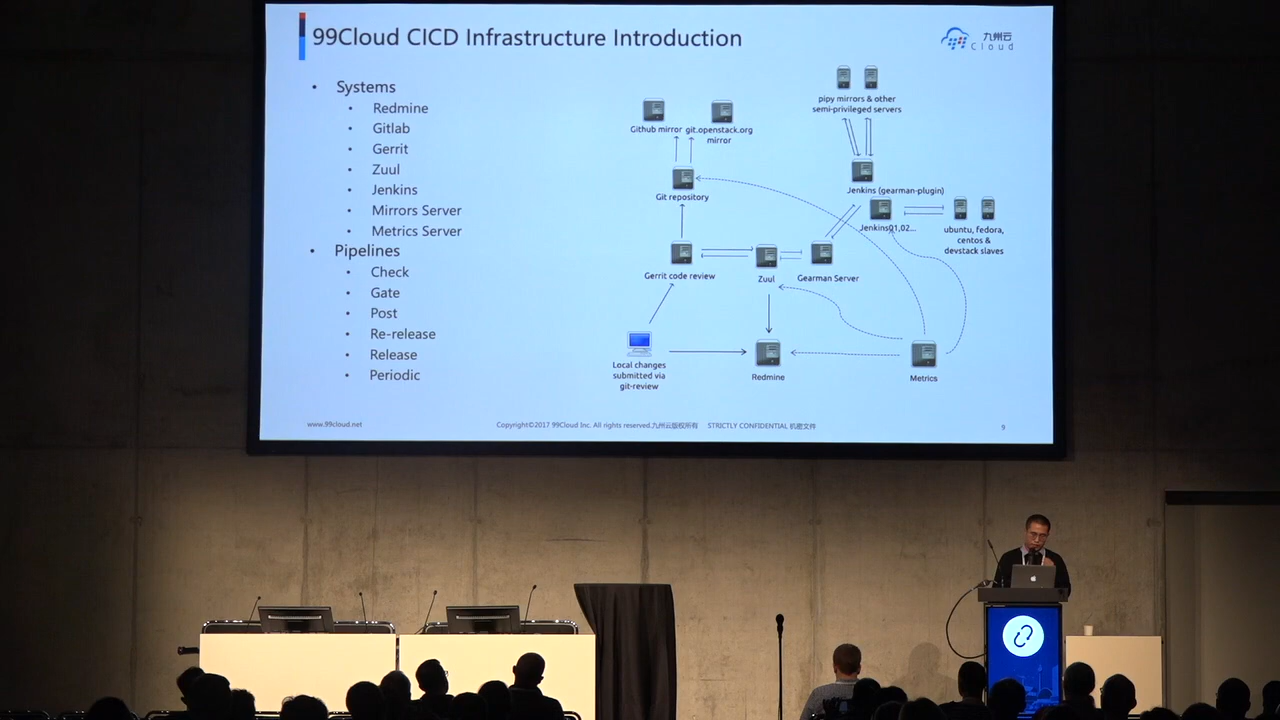 99Cloud CICD Infrastructure Introduction
九州云
Cloud
• Systems
• Redmine
• Gitlab
• Gerrit
• Zuul
• Jenkins
• Mirrors Server
• Metrics Server
• Pipelines
• Check
• Gate
• Post
• Re-release
• Release
• Periodic
pipy mirrors & other
semi-privileged servers
Github mirror
git.openstack.org
mirror
Jenkins (gearman-plugin)
Git repository
Jenkins01,02...
ubuntu, fedora,
centos &
devstack slaves
Gerrit code review
Zuul
Gearman Server
Local changes
submitted via
git-review
Redmine
Metrics
www.99cloud.net
Copyright©2017 99Cloud Inc. All rights reserved.九州云版权所有 STRICTLY CONFIDENTIAL 机密文件
9